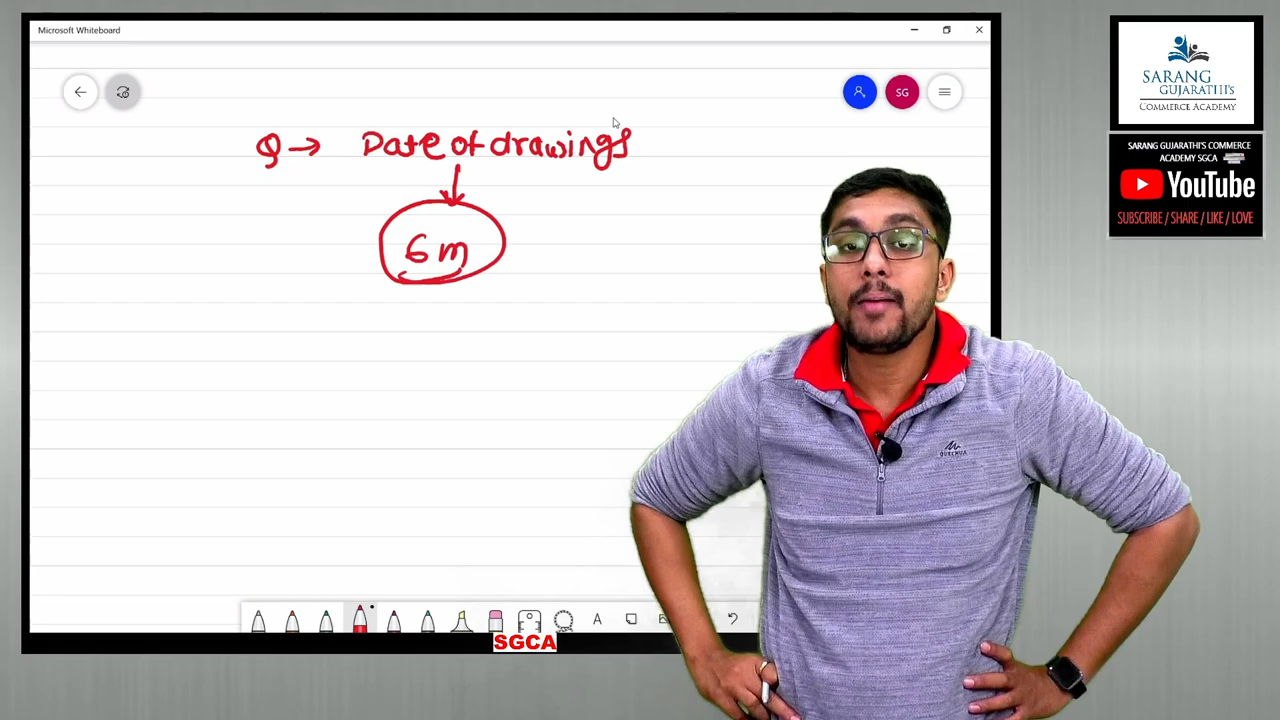 Microsoft Whiteboard
SG
Q → Date of drawings
6 m
A
SGCA
SARANG
GUJARATHI'S
COMMERCE ACADEMY
SARANG GUJARATHI'S COMMERCE
ACADEMY SGCA
YouTube
SUBSCRIBE / SHARE / LIKE / LOVE
QUECHUA